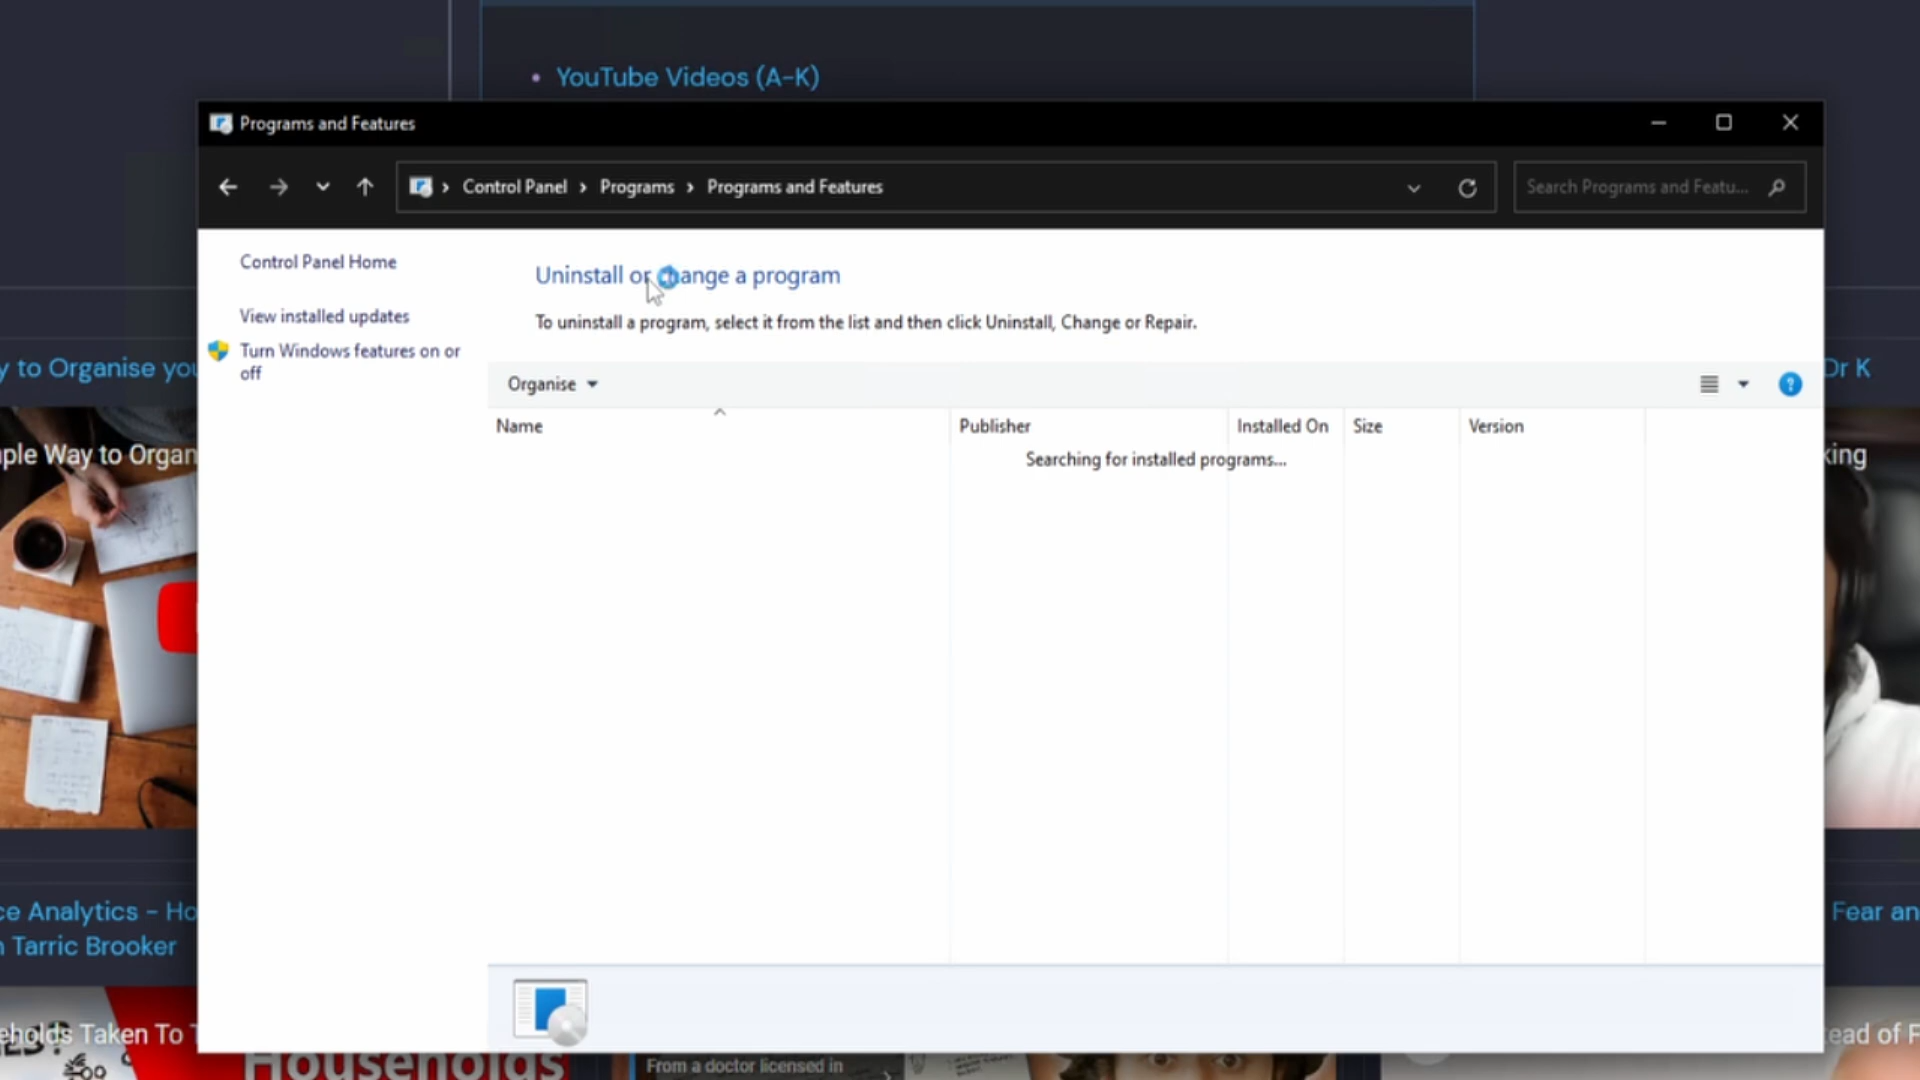 • YouTube Videos (A-K)
Programs and Features
Control Panel › Programs › Programs and Features
Search Programs and Featu...
Control Panel Home
View installed updates
Turn Windows features on or
off
Uninstall or change a program
To uninstall a program, select it from the list and then click Uninstall, Change or Repair.
Organise
Name
Publisher
Installed On
Size
Version
Searching for installed programs...
y to Organise you
ple Way to Organ
Dr K
king
ce Analytics - Ho
n Tarric Brooker
Fear an
eholds Taken To T
Households
From a doctor licensed in
ead of F